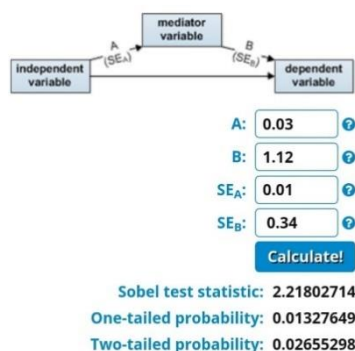 mediator
variable
A
(SEA)
B
(SEB)
independent
variable
dependent
variable
A: 0.03 ?
B: 1.12 ?
SEA: 0.01 ?
SEB: 0.34 ?
Calculate!
Sobel test statistic: 2.21802714
One-tailed probability: 0.01327649
Two-tailed probability: 0.02655298